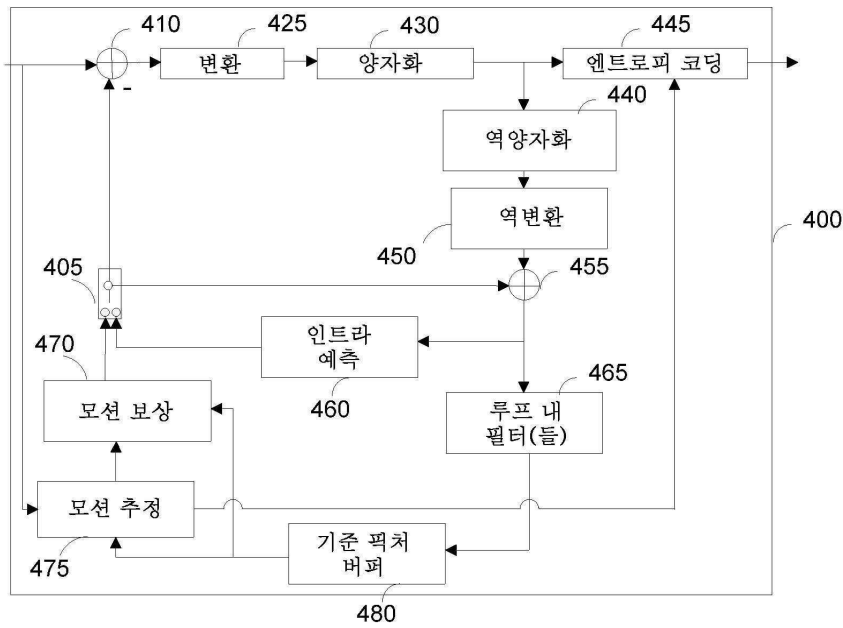 410
425
430
445
변환
양자화
엔트로피 코딩
-
440
역양자화
역변환
400
450
455
405
인트라
예측
460
470
465
모션 보상
루프 내
필터(들)
모션 추정
475
기준 픽처
버퍼
480